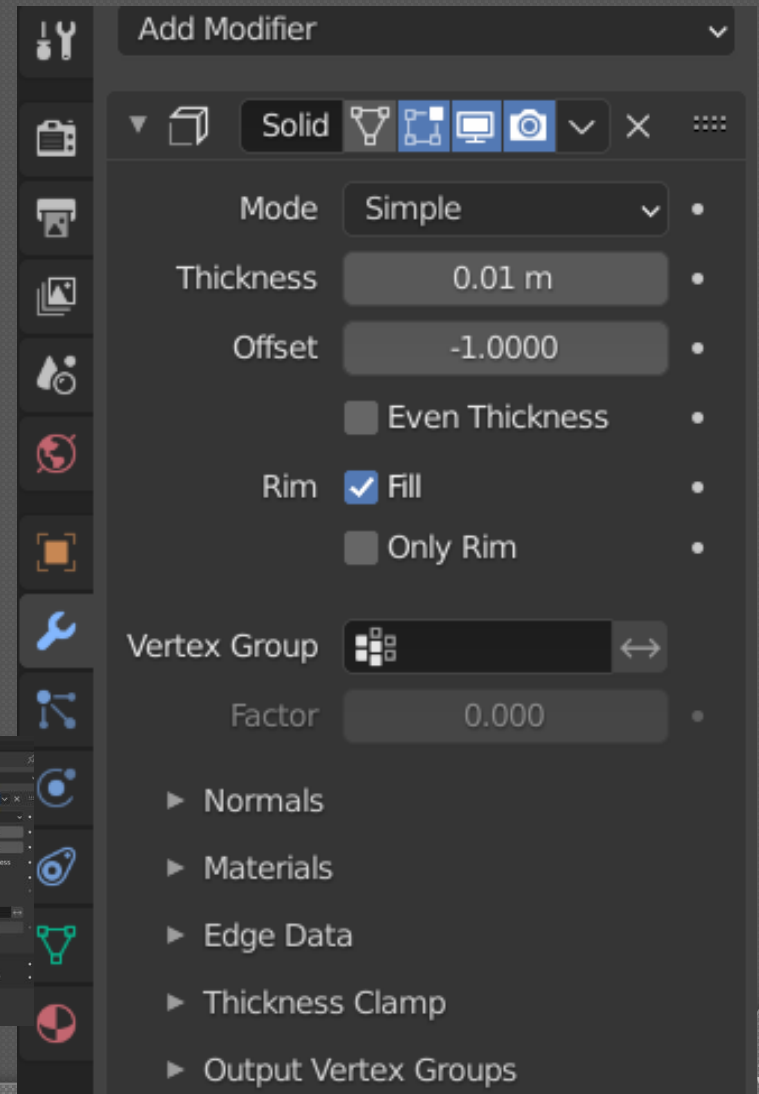 Add Modifier
Solid
Mode Simple
Thickness 0.01 m
Offset -1.0000
Even Thickness
Rim Fill
Only Rim
Vertex Group
Factor 0.000
Normals
Materials
Edge Data
Thickness Clamp
Output Vertex Groups